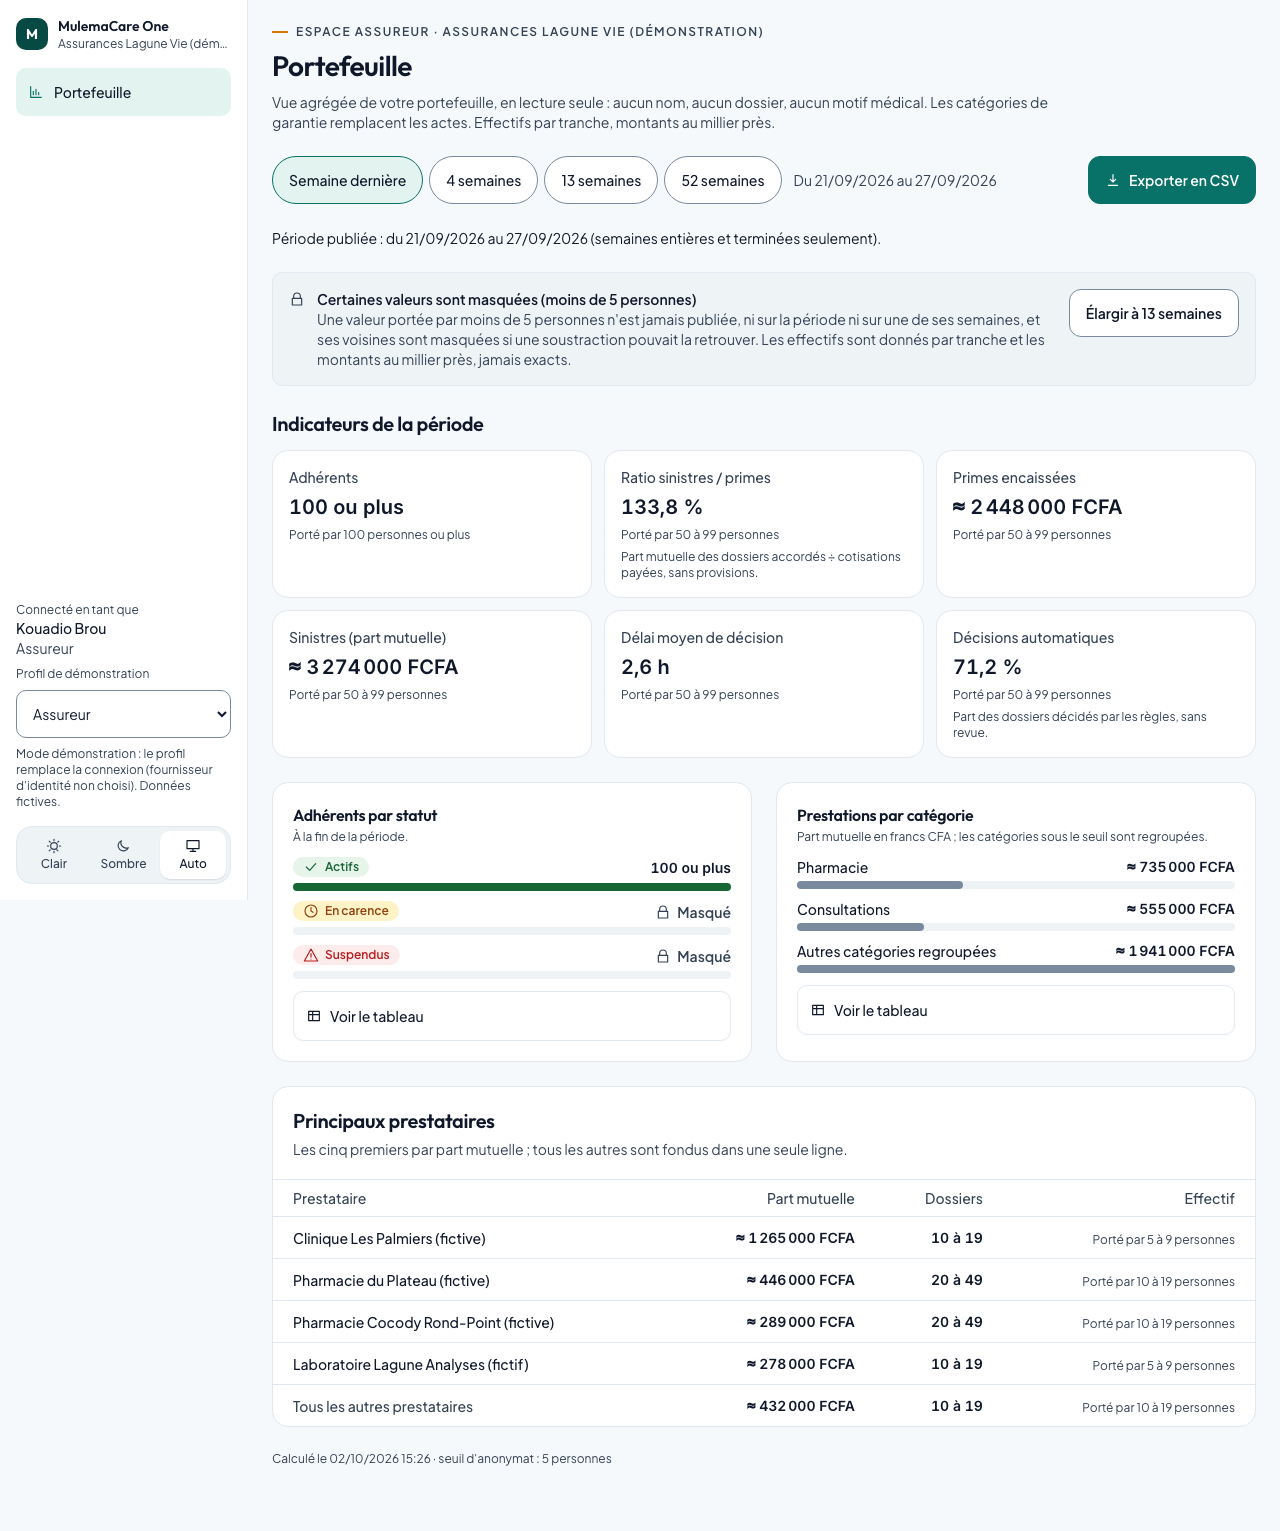 M
MulemaCare One
Assurances Lagune Vie (dém…
Portefeuille
Connecté en tant que
Kouadio Brou
Assureur
Profil de démonstration
Assureur
Mode démonstration : le profil
remplace la connexion (fournisseur
d'identité non choisi). Données
fictives.
Clair
Sombre
Auto
ESPACE ASSUREUR · ASSURANCES LAGUNE VIE (DÉMONSTRATION)
Portefeuille
Vue agrégée de votre portefeuille, en lecture seule : aucun nom, aucun dossier, aucun motif médical. Les catégories de
garantie remplacent les actes. Effectifs par tranche, montants au millier près.
Semaine dernière
4 semaines
13 semaines
52 semaines
Du 21/09/2026 au 27/09/2026
Exporter en CSV
Période publiée : du 21/09/2026 au 27/09/2026 (semaines entières et terminées seulement).
Certaines valeurs sont masquées (moins de 5 personnes)
Une valeur portée par moins de 5 personnes n'est jamais publiée, ni sur la période ni sur une de ses semaines, et
ses voisines sont masquées si une soustraction pouvait la retrouver. Les effectifs sont donnés par tranche et les
montants au millier près, jamais exacts.
Élargir à 13 semaines
Indicateurs de la période
Adhérents
100 ou plus
Porté par 100 personnes ou plus
Ratio sinistres / primes
133,8 %
Porté par 50 à 99 personnes
Part mutuelle des dossiers accordés ÷ cotisations
payées, sans provisions.
Primes encaissées
≈ 2 448 000 FCFA
Porté par 50 à 99 personnes
Sinistres (part mutuelle)
≈ 3 274 000 FCFA
Porté par 50 à 99 personnes
Délai moyen de décision
2,6 h
Porté par 50 à 99 personnes
Décisions automatiques
71,2 %
Porté par 50 à 99 personnes
Part des dossiers décidés par les règles, sans
revue.
Adhérents par statut
À la fin de la période.
Actifs
100 ou plus
En carence
Masqué
Suspendus
Masqué
Voir le tableau
Prestations par catégorie
Part mutuelle en francs CFA ; les catégories sous le seuil sont regroupées.
Pharmacie
≈ 735 000 FCFA
Consultations
≈ 555 000 FCFA
Autres catégories regroupées
≈ 1 941 000 FCFA
Voir le tableau
Principaux prestataires
Les cinq premiers par part mutuelle ; tous les autres sont fondus dans une seule ligne.
Prestataire Part mutuelle Dossiers Effectif
Clinique Les Palmiers (fictive) ≈ 1 265 000 FCFA 10 à 19 Porté par 5 à 9 personnes
Pharmacie du Plateau (fictive) ≈ 446 000 FCFA 20 à 49 Porté par 10 à 19 personnes
Pharmacie Cocody Rond-Point (fictive) ≈ 289 000 FCFA 20 à 49 Porté par 10 à 19 personnes
Laboratoire Lagune Analyses (fictif) ≈ 278 000 FCFA 10 à 19 Porté par 5 à 9 personnes
Tous les autres prestataires ≈ 432 000 FCFA 10 à 19 Porté par 10 à 19 personnes
Calculé le 02/10/2026 15:26 · seuil d'anonymat : 5 personnes